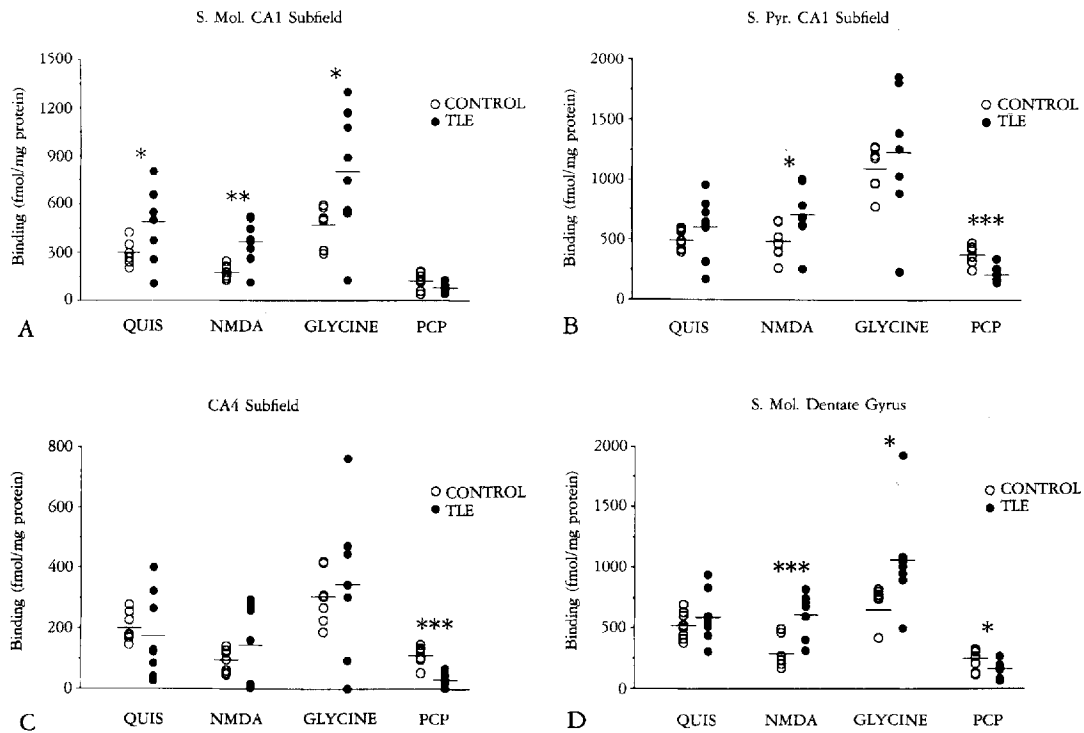 S. Mol. CA1 Subfield
1500
1200
900
600
300
0
Binding (fmol/mg protein)
*
**
*
○ CONTROL
● TLE
QUIS NMDA GLYCINE PCP
A
S. Pyr. CA1 Subfield
2000
1500
1000
500
0
Binding (fmol/mg protein)
*
***
○ CONTROL
● TLE
QUIS NMDA GLYCINE PCP
B
CA4 Subfield
800
600
400
200
0
Binding (fmol/mg protein)
***
○ CONTROL
● TLE
QUIS NMDA GLYCINE PCP
C
S. Mol. Dentate Gyrus
2000
1500
1000
500
0
Binding (fmol/mg protein)
***
*
*
○ CONTROL
● TLE
QUIS NMDA GLYCINE PCP
D